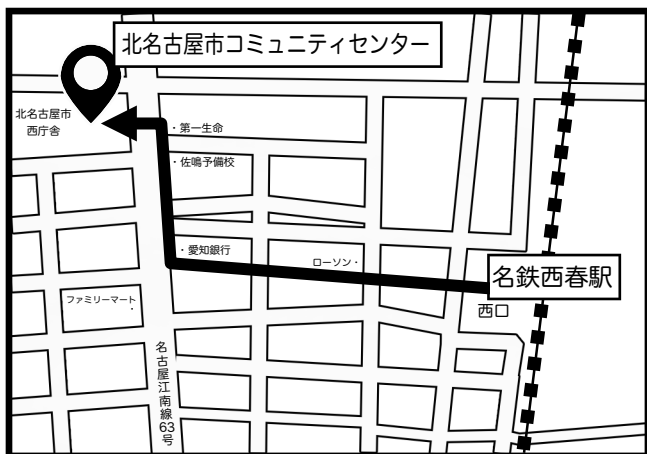 北名古屋市コミュニティセンター
北名古屋市
西庁舎
・第一生命
・佐鳴予備校
・愛知銀行
ローソン・
名鉄西春駅
西口
ファミリーマート
・
名古屋江南線63号